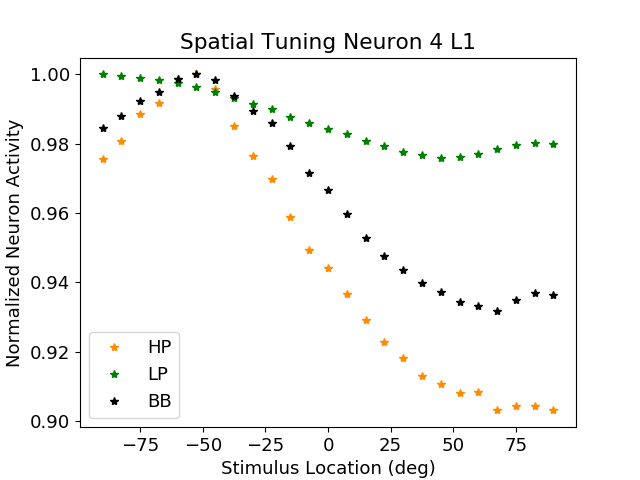 Spatial Tuning Neuron 4 L1
Normalized Neuron Activity
1.00
0.98
0.96
0.94
0.92
0.90
HP
LP
BB
−75
−50
−25
0
25
50
75
Stimulus Location (deg)